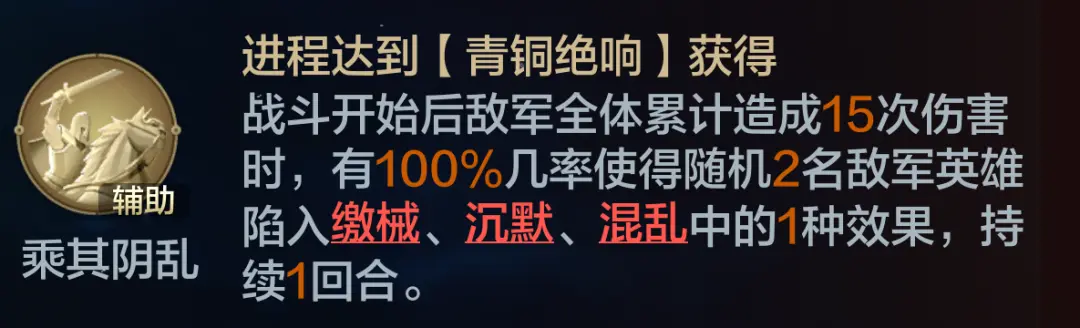 进程达到【青铜绝响】获得
战斗开始后敌军全体累计造成15次伤害
时，有100%几率使得随机2名敌军英雄
陷入缴械、沉默、混乱中的1种效果，持
续1回合。
辅助
乘其阴乱